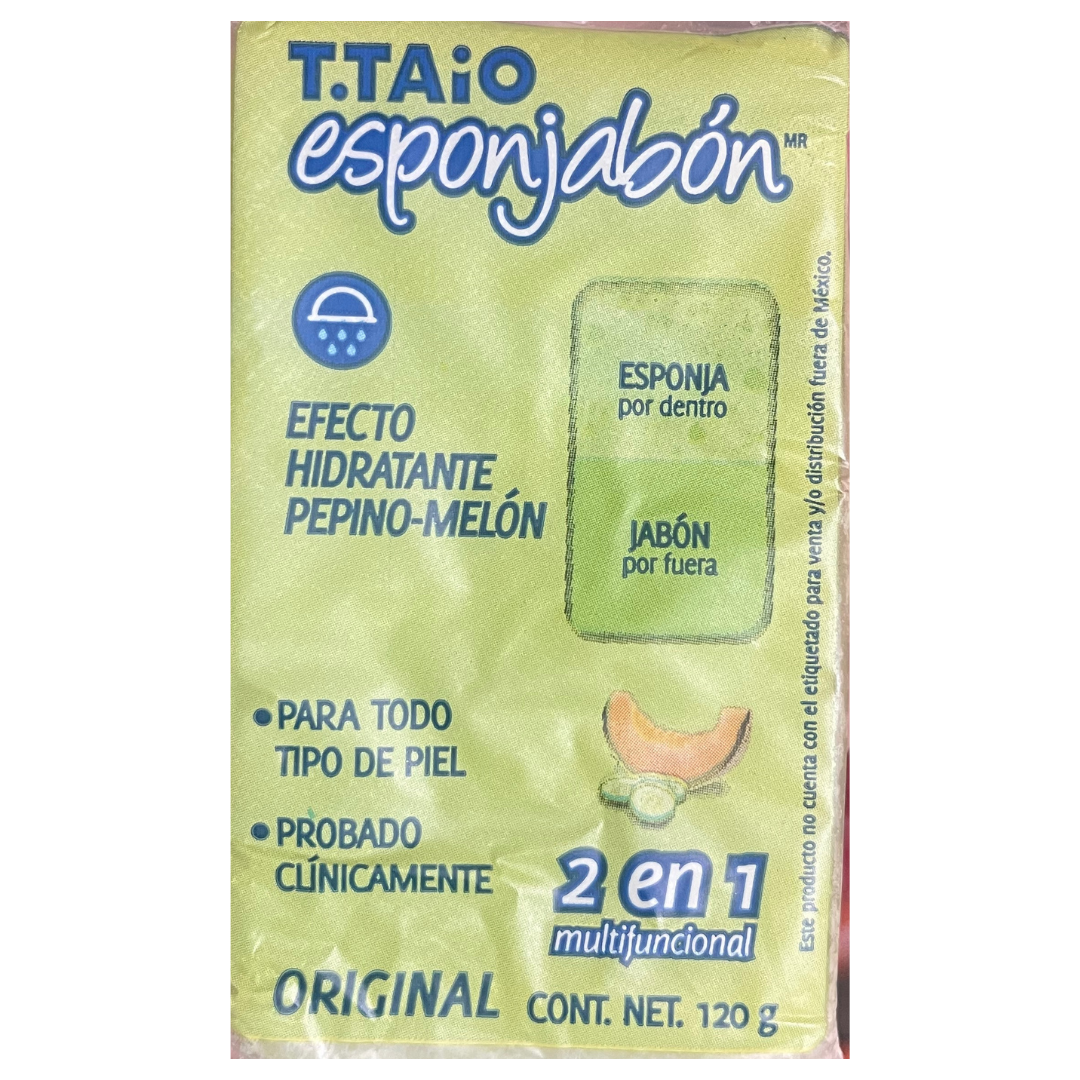 T.TAiO
esponjabón MR
EFECTO
HIDRATANTE
PEPINO-MELÓN
ESPONJA
por dentro
JABÓN
por fuera
• PARA TODO
TIPO DE PIEL
• PROBADO
CLÍNICAMENTE
2 en 1
multifuncional
ORIGINAL CONT. NET. 120 g
Este producto no cuenta con el etiquetado para venta y/o distribución fuera de México.